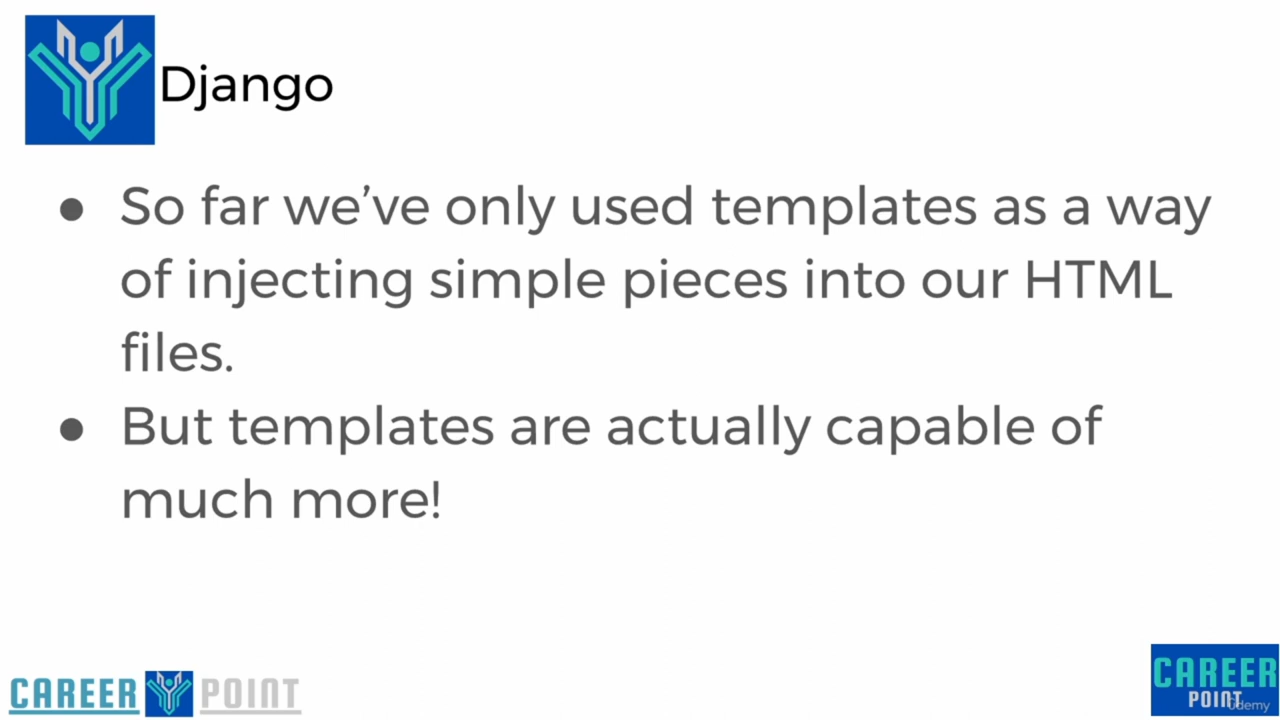 Django
● So far we’ve only used templates as a way
of injecting simple pieces into our HTML
files.
● But templates are actually capable of
much more!
CAREER POINT
CAREER
POINT
ûdemy